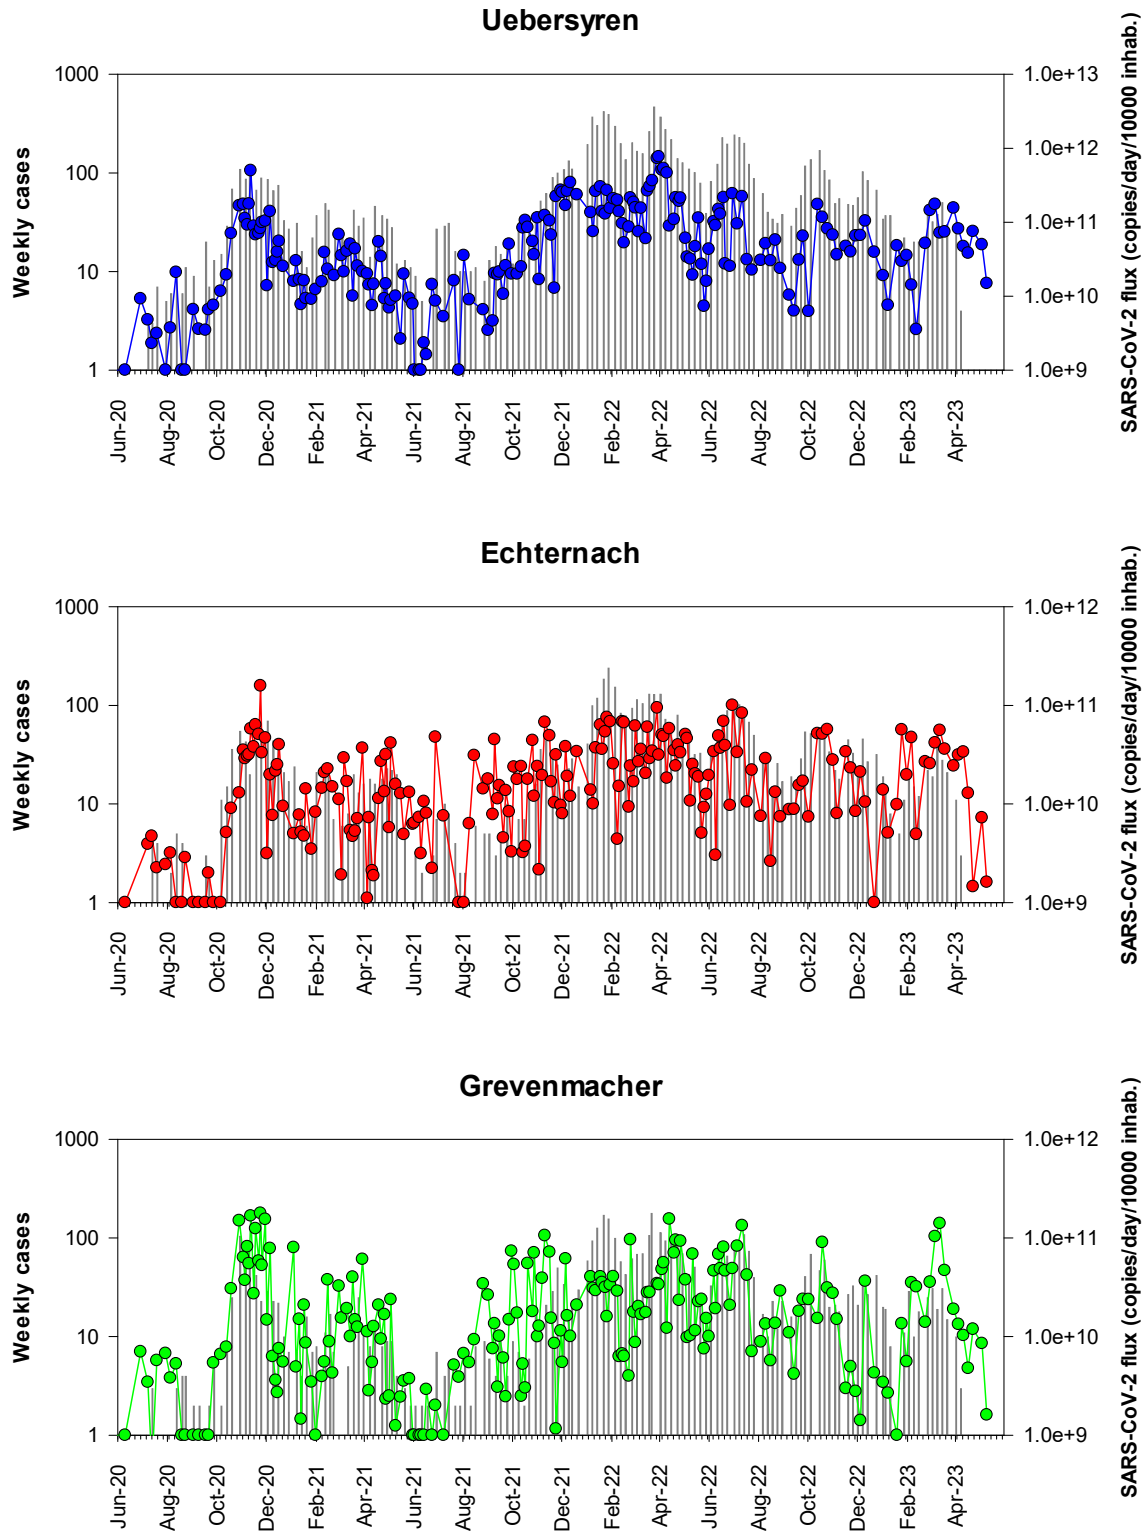 Uebersyren
Weekly cases
SARS-CoV-2 flux (copies/day/10000 inhab.)
1000
100
10
1
1.0e+13
1.0e+12
1.0e+11
1.0e+10
1.0e+9
Jun-20
Aug-20
Oct-20
Dec-20
Feb-21
Apr-21
Jun-21
Aug-21
Oct-21
Dec-21
Feb-22
Apr-22
Jun-22
Aug-22
Oct-22
Dec-22
Feb-23
Apr-23
Echternach
Weekly cases
SARS-CoV-2 flux (copies/day/10000 inhab.)
1000
100
10
1
1.0e+12
1.0e+11
1.0e+10
1.0e+9
Jun-20
Aug-20
Oct-20
Dec-20
Feb-21
Apr-21
Jun-21
Aug-21
Oct-21
Dec-21
Feb-22
Apr-22
Jun-22
Aug-22
Oct-22
Dec-22
Feb-23
Apr-23
Grevenmacher
Weekly cases
SARS-CoV-2 flux (copies/day/10000 inhab.)
1000
100
10
1
1.0e+12
1.0e+11
1.0e+10
1.0e+9
Jun-20
Aug-20
Oct-20
Dec-20
Feb-21
Apr-21
Jun-21
Aug-21
Oct-21
Dec-21
Feb-22
Apr-22
Jun-22
Aug-22
Oct-22
Dec-22
Feb-23
Apr-23